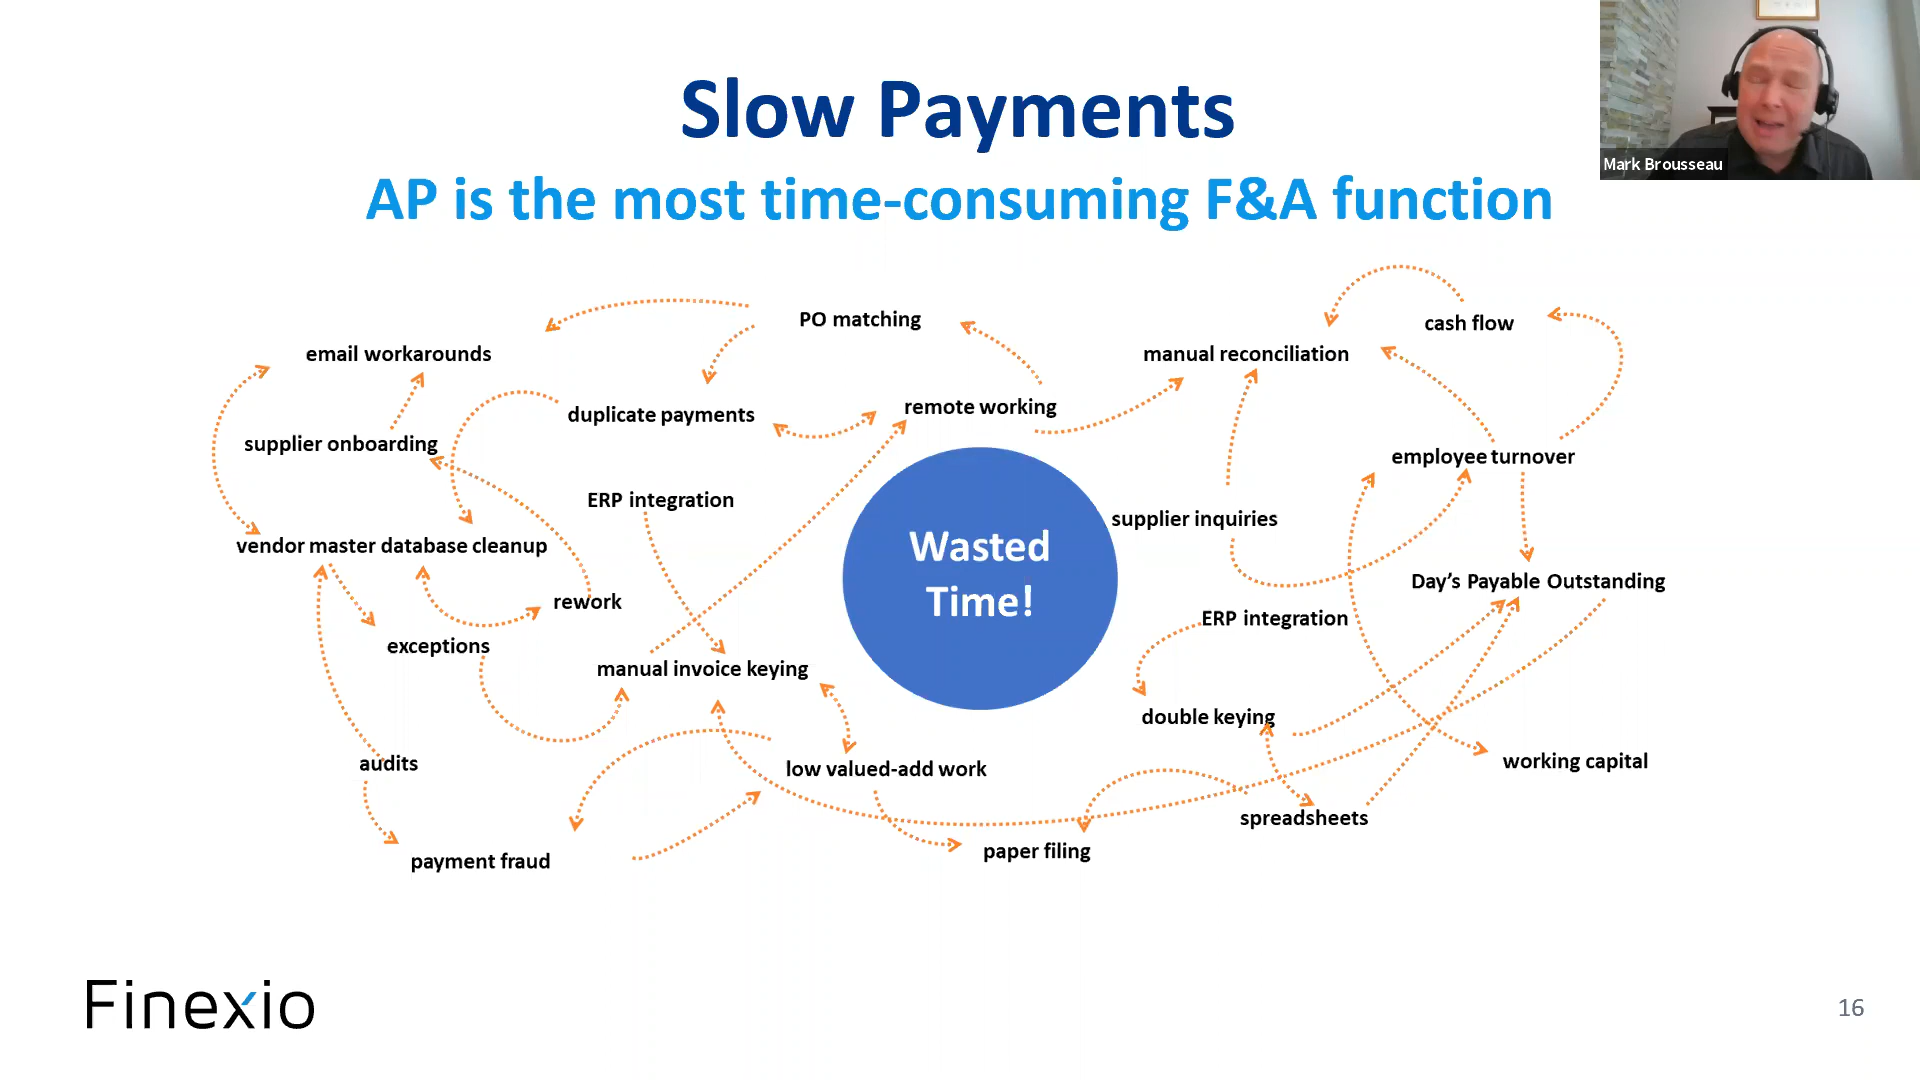 Slow Payments
Mark Brousseau
AP is the most time-consuming F&A function
PO matching
cash flow
email workarounds
manual reconciliation
duplicate payments
remote working
supplier onboarding
employee turnover
ERP integration
supplier inquiries
vendor master database cleanup
Wasted
Time!
Day’s Payable Outstanding
rework
ERP integration
exceptions
manual invoice keying
double keying
audits
low valued-add work
working capital
spreadsheets
payment fraud
paper filing
Finexio
16